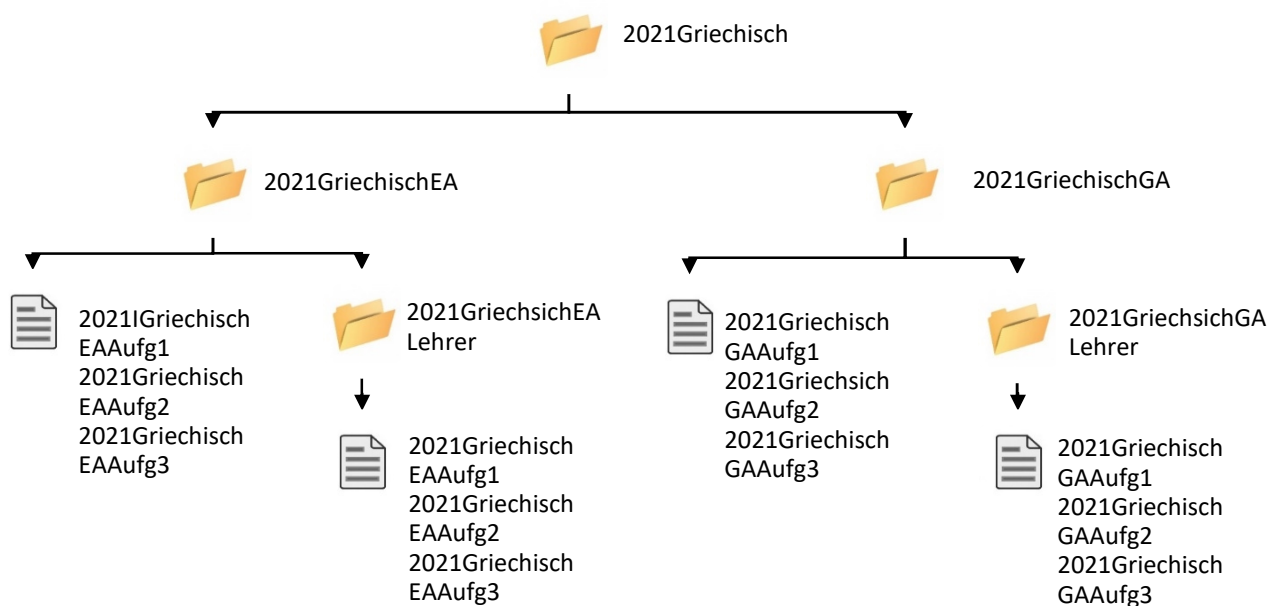 2021Griechisch
2021GriechischEA
2021GriechischGA
2021IGriechisch
EAAufg1
2021Griechisch
EAAufg2
2021Griechisch
EAAufg3
2021GriechsichEA
Lehrer
2021Griechisch
EAAufg1
2021Griechisch
EAAufg2
2021Griechisch
EAAufg3
2021Griechisch
GAAufg1
2021Griechsich
GAAufg2
2021Griechisch
GAAufg3
2021GriechsichGA
Lehrer
2021Griechisch
GAAufg1
2021Griechisch
GAAufg2
2021Griechisch
GAAufg3